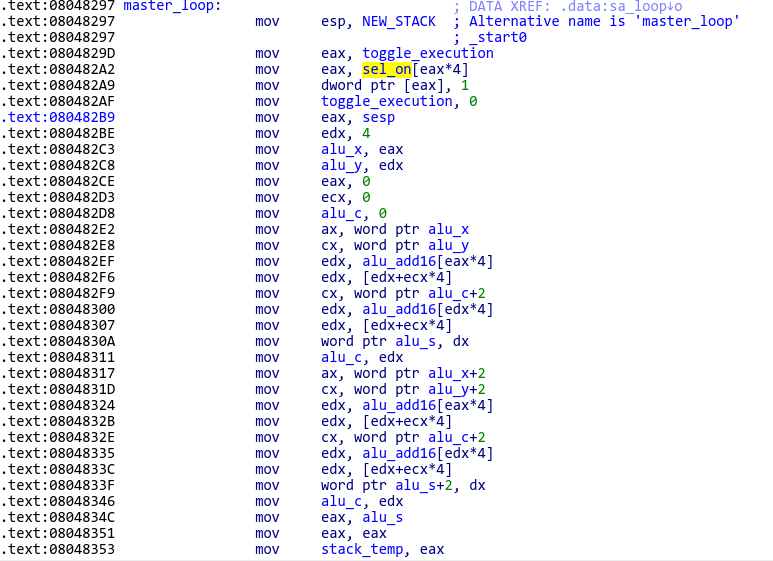 .text:08048297 master_loop: ; DATA XREF: .data:sa_loop↓o
.text:08048297 mov esp, NEW_STACK ; Alternative name is 'master_loop'
.text:08048297 ; _start0
.text:0804829D mov eax, toggle_execution
.text:080482A2 mov eax, sel_on[eax*4]
.text:080482A9 mov dword ptr [eax], 1
.text:080482AF mov toggle_execution, 0
.text:080482B9 mov eax, sesp
.text:080482BE mov edx, 4
.text:080482C3 mov alu_x, eax
.text:080482C8 mov alu_y, edx
.text:080482CE mov eax, 0
.text:080482D3 mov ecx, 0
.text:080482D8 mov alu_c, 0
.text:080482E2 mov ax, word ptr alu_x
.text:080482E8 mov cx, word ptr alu_y
.text:080482EF mov edx, alu_add16[eax*4]
.text:080482F6 mov edx, [edx+ecx*4]
.text:080482F9 mov cx, word ptr alu_c+2
.text:08048300 mov edx, alu_add16[edx*4]
.text:08048307 mov edx, [edx+ecx*4]
.text:0804830A mov word ptr alu_s, dx
.text:08048311 mov alu_c, edx
.text:08048317 mov ax, word ptr alu_x+2
.text:0804831D mov cx, word ptr alu_y+2
.text:08048324 mov edx, alu_add16[eax*4]
.text:0804832B mov edx, [edx+ecx*4]
.text:0804832E mov cx, word ptr alu_c+2
.text:08048335 mov edx, alu_add16[edx*4]
.text:0804833C mov edx, [edx+ecx*4]
.text:0804833F mov word ptr alu_s+2, dx
.text:08048346 mov alu_c, edx
.text:0804834C mov eax, alu_s
.text:08048351 mov eax, eax
.text:08048353 mov stack_temp, eax